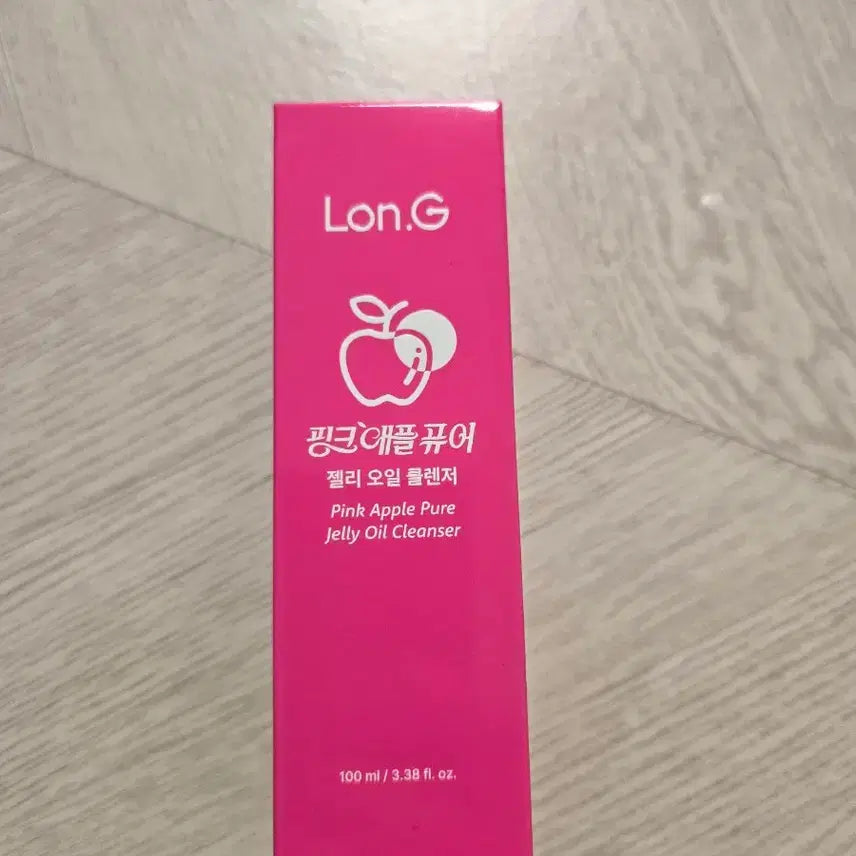 Lon.G
핑크애플퓨어
젤리 오일 클렌저
Pink Apple Pure
Jelly Oil Cleanser
100 ml / 3.38 fl. oz.